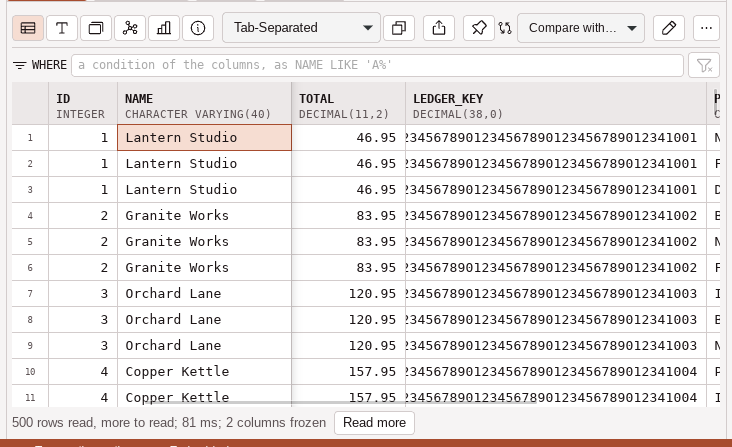 Tab-Separated Compare with... ...
WHERE a condition of the columns, as NAME LIKE 'A%'
ID NAME TOTAL LEDGER_KEY
INTEGER CHARACTER VARYING(40) DECIMAL(11,2) DECIMAL(38,0)
1 1 Lantern Studio 46.95 234567890123456789012345678901234​1001 N
2 1 Lantern Studio 46.95 2345678901234567890123456789012341001 F
3 1 Lantern Studio 46.95 2345678901234567890123456789012341001 D
4 2 Granite Works 83.95 2345678901234567890123456789012341002 B
5 2 Granite Works 83.95 2345678901234567890123456789012341002 N
6 2 Granite Works 83.95 2345678901234567890123456789012341002 F
7 3 Orchard Lane 120.95 2345678901234567890123456789012341003 I
8 3 Orchard Lane 120.95 2345678901234567890123456789012341003 B
9 3 Orchard Lane 120.95 2345678901234567890123456789012341003 N
10 4 Copper Kettle 157.95 2345678901234567890123456789012341004 P
11 4 Copper Kettle 157.95 2345678901234567890123456789012341004 I
500 rows read, more to read; 81 ms; 2 columns frozen Read more